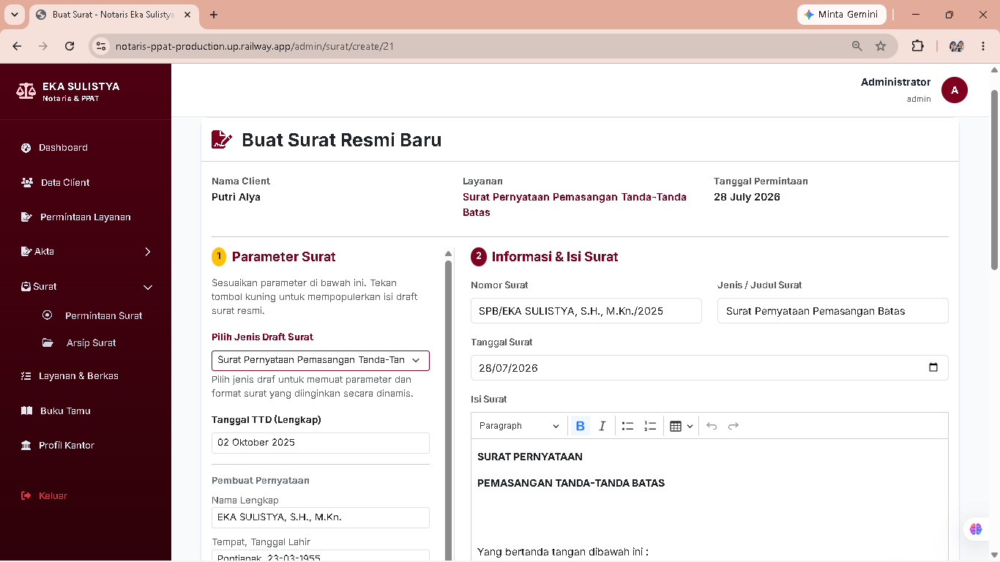 Buat Surat - Notaris Eka Sulistya
Minta Gemini
notaris-ppat-production.up.railway.app/admin/surat/create/21
EKA SULISTYA
Notaris & PPAT
Administrator
admin
A
Dashboard
Data Client
Permintaan Layanan
Akta
Surat
Permintaan Surat
Arsip Surat
Layanan & Berkas
Buku Tamu
Profil Kantor
Keluar
Buat Surat Resmi Baru
Nama Client
Putri Alya
Layanan
Surat Pernyataan Pemasangan Tanda-Tanda
Batas
Tanggal Permintaan
28 July 2026
1 Parameter Surat
Sesuaikan parameter di bawah ini. Tekan
tombol kuning untuk mempopulerkan isi draft
surat resmi.
Pilih Jenis Draft Surat
Surat Pernyataan Pemasangan Tanda-Tan
Pilih jenis draf untuk memuat parameter dan
format surat yang diinginkan secara dinamis.
Tanggal TTD (Lengkap)
02 Oktober 2025
Pembuat Pernyataan
Nama Lengkap
EKA SULISTYA, S.H., M.Kn.
Tempat, Tanggal Lahir
Pontianak, 23-03-1955
2 Informasi & Isi Surat
Nomor Surat
SPB/EKA SULISTYA, S.H., M.Kn./2025
Jenis / Judul Surat
Surat Pernyataan Pemasangan Batas
Tanggal Surat
28/07/2026
Isi Surat
Paragraph
B I
SURAT PERNYATAAN
PEMASANGAN TANDA-TANDA BATAS
Yang bertanda tangan dibawah ini :